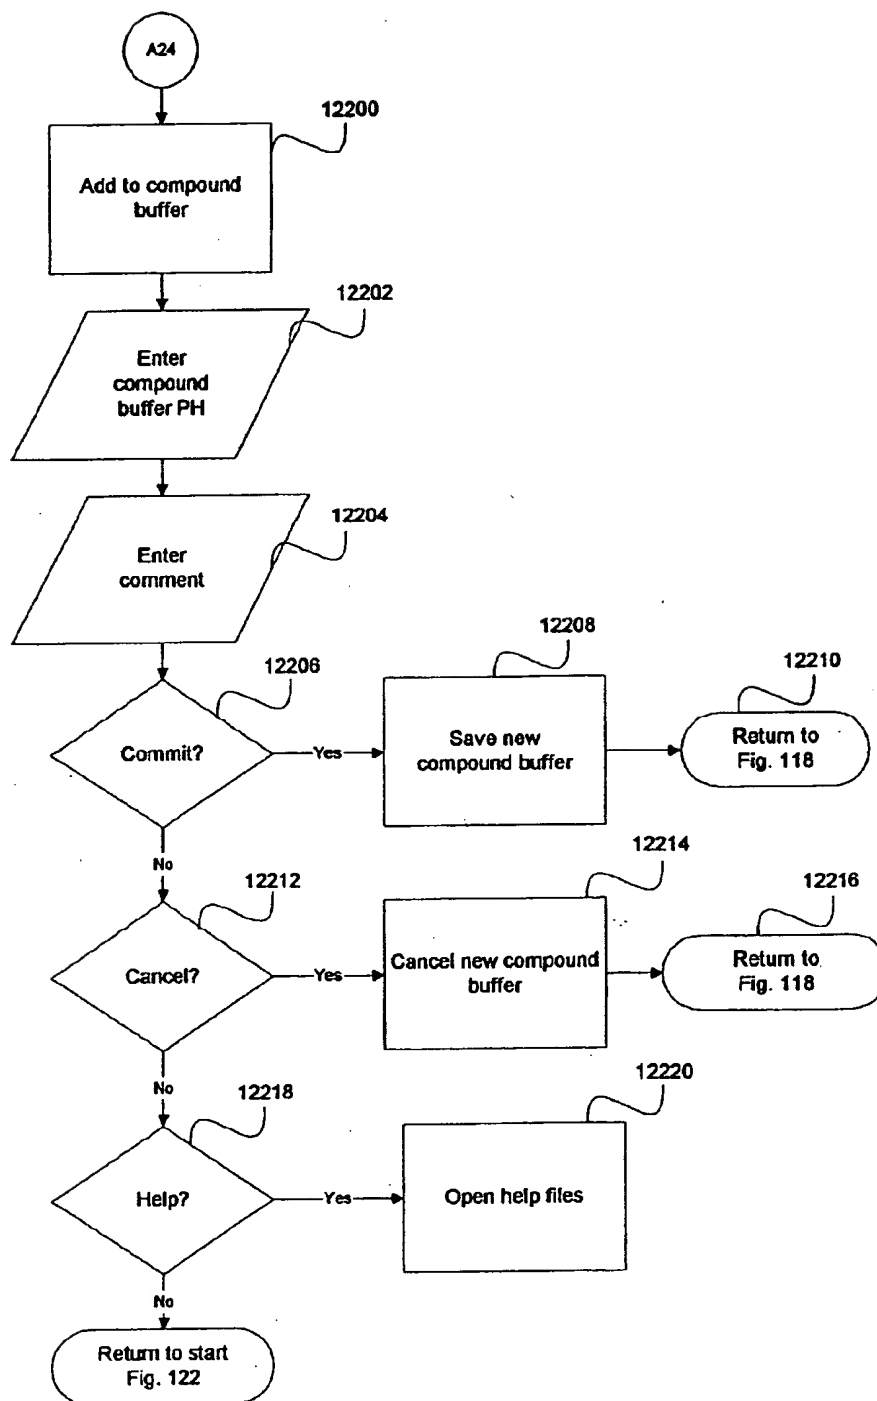 A24
12200
Add to compound
buffer
12202
Enter
compound
buffer PH
12204
Enter
comment
12206
Commit?
Yes
12208
Save new
compound buffer
12210
Return to
Fig. 118
No
12212
Cancel?
Yes
12214
Cancel new compound
buffer
12216
Return to
Fig. 118
No
12218
Help?
Yes
12220
Open help files
No
Return to start
Fig. 122